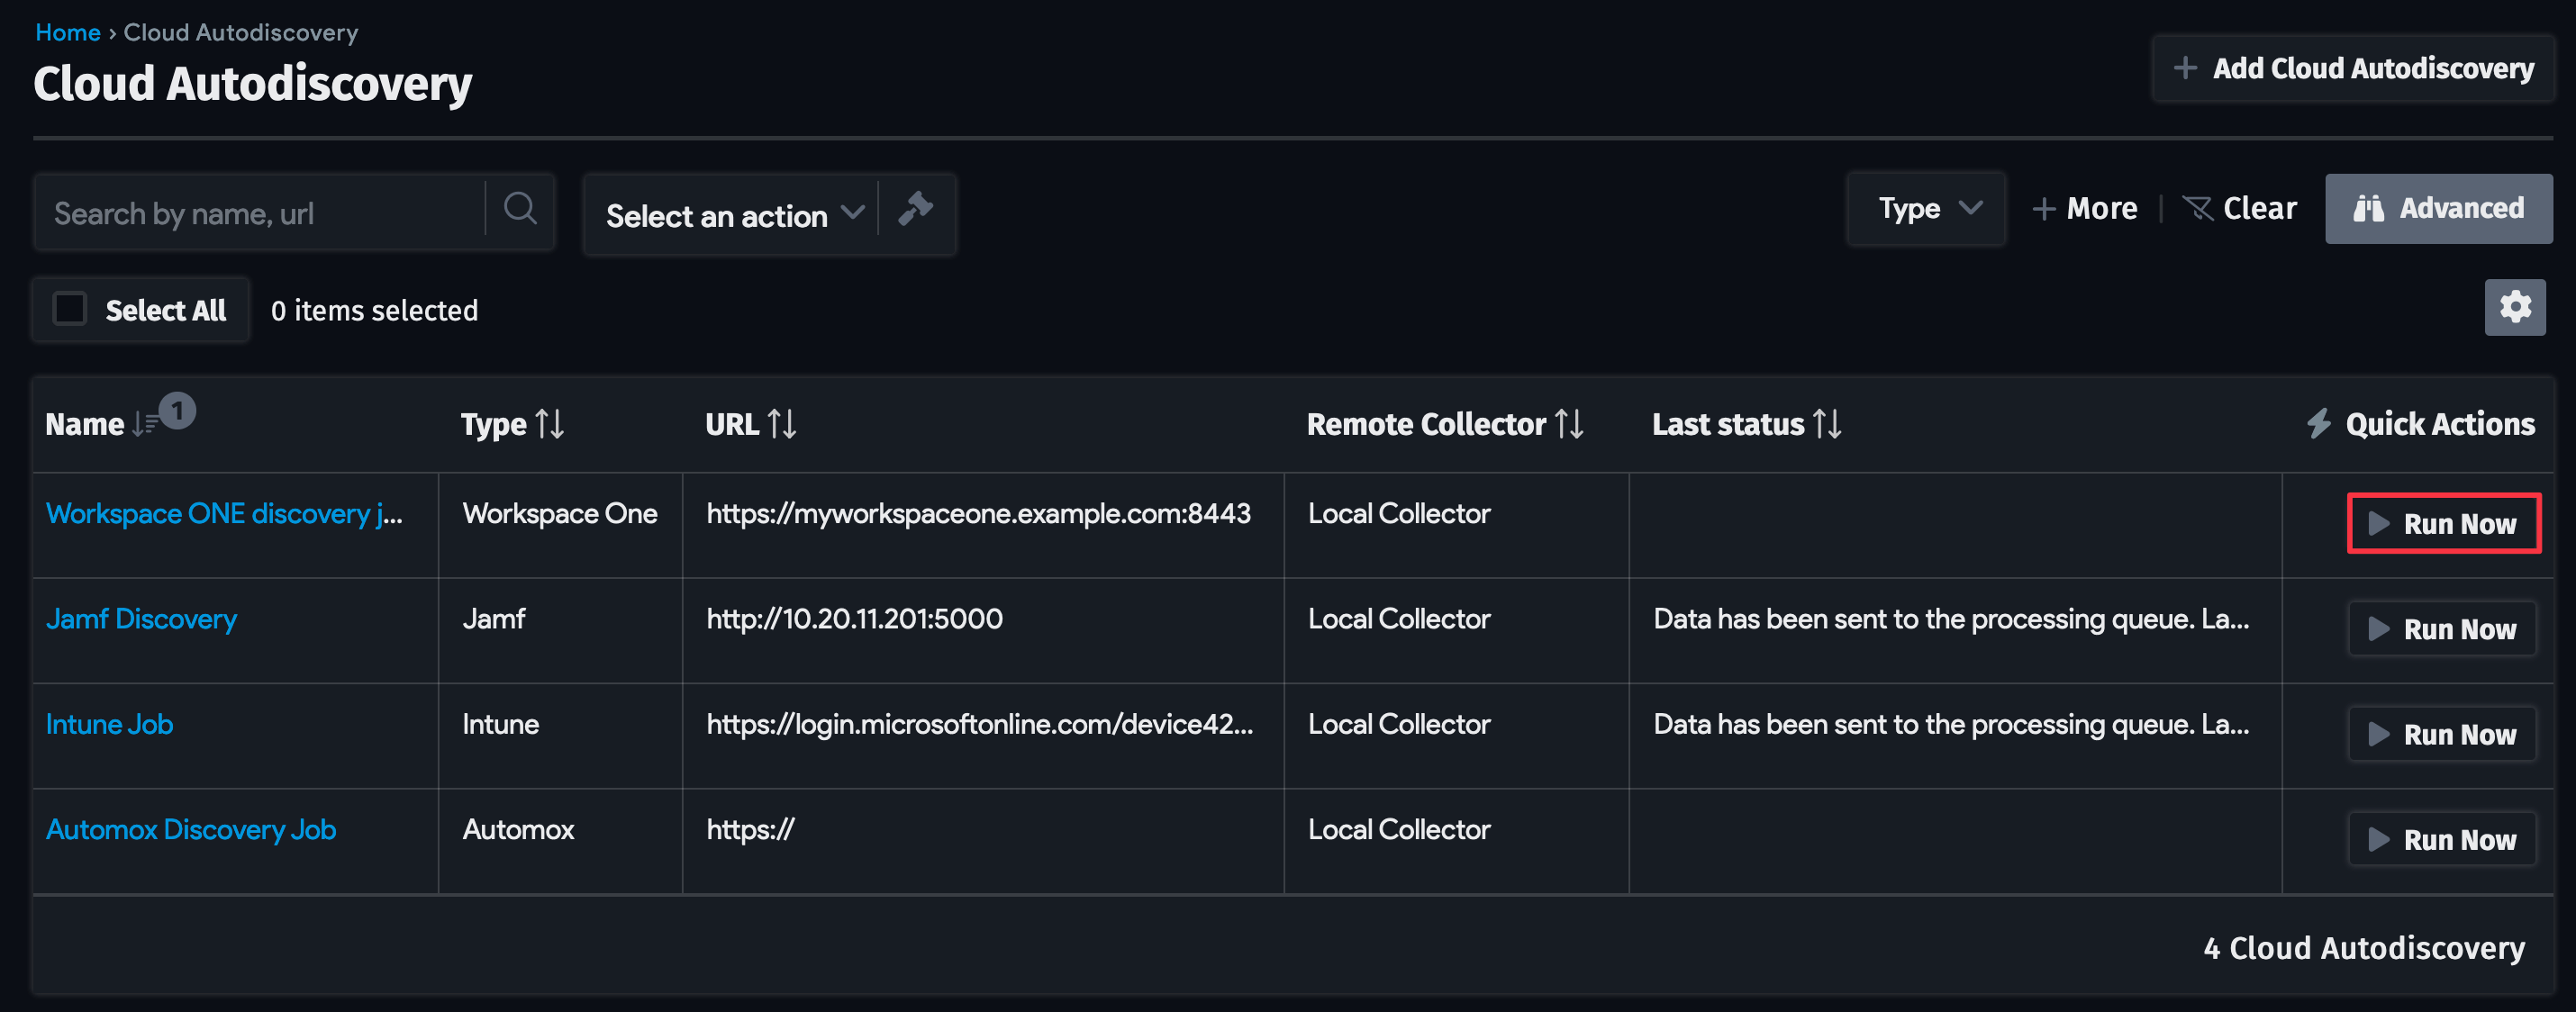 Home › Cloud Autodiscovery
Cloud Autodiscovery
+ Add Cloud Autodiscovery
Search by name, url
Select an action
Type
+ More | Clear
Advanced
Select All
0 items selected
Name 1 Type URL Remote Collector Last status Quick Actions
Workspace ONE discovery j... Workspace One https://myworkspaceone.example.com:8443 Local Collector Run Now
Jamf Discovery Jamf http://10.20.11.201:5000 Local Collector Data has been sent to the processing queue. La... Run Now
Intune Job Intune https://login.microsoftonline.com/device42... Local Collector Data has been sent to the processing queue. La... Run Now
Automox Discovery Job Automox https:// Local Collector Run Now
4 Cloud Autodiscovery